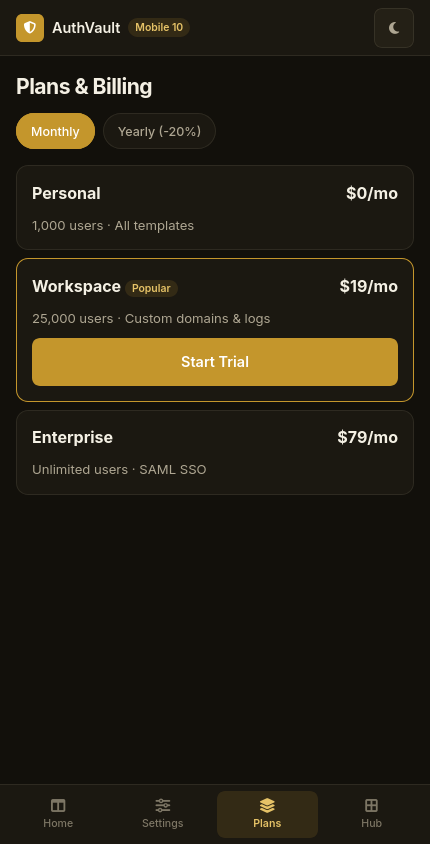 AuthVault Mobile 10
Plans & Billing
Monthly Yearly (-20%)
Personal $0/mo
1,000 users · All templates
Workspace Popular $19/mo
25,000 users · Custom domains & logs
Start Trial
Enterprise $79/mo
Unlimited users · SAML SSO
Home Settings Plans Hub